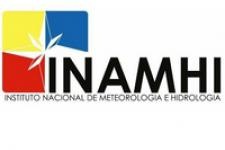 INAMHI
INSTITUTO NACIONAL DE METEOROLOGIA E HIDROLOGIA